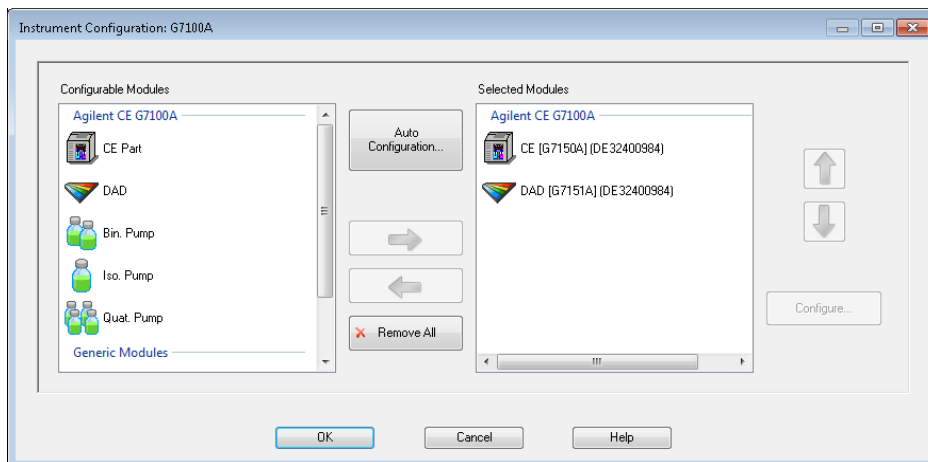 Instrument Configuration: G7100A
Configurable Modules
Agilent CE G7100A
CE Part
DAD
Bin. Pump
Iso. Pump
Quat. Pump
Generic Modules
Auto
Configuration...
Remove All
Selected Modules
Agilent CE G7100A
CE [G7150A] (DE32400984)
DAD [G7151A] (DE32400984)
Configure...
OK
Cancel
Help